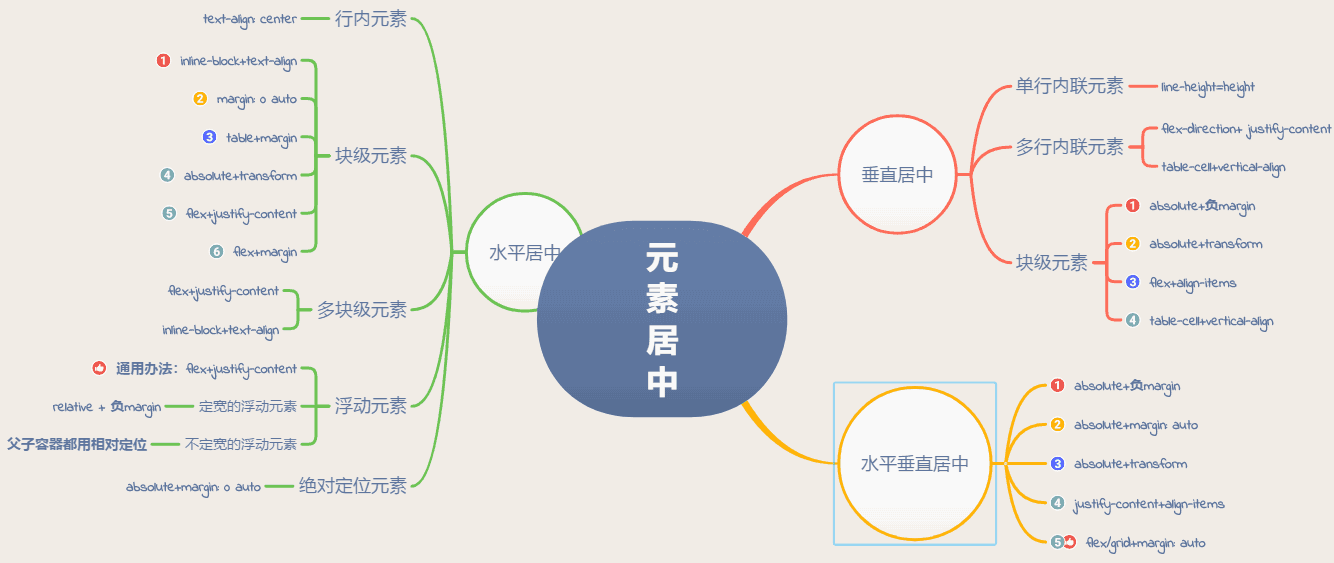 元
素
居
中
水平居中
行内元素
text-align: center
块级元素
1 inline-block+text-align
2 margin: 0 auto
3 table+margin
4 absolute+transform
5 flex+justify-content
6 flex+margin
多块级元素
flex+justify-content
inline-block+text-align
浮动元素
通用办法：flex+justify-content
定宽的浮动元素
relative + 负margin
不定宽的浮动元素
父子容器都用相对定位
绝对定位元素
absolute+margin: 0 auto
垂直居中
单行内联元素
line-height=height
多行内联元素
flex-direction+ justify-content
table-cell+vertical-align
块级元素
1 absolute+负margin
2 absolute+transform
3 flex+align-items
4 table-cell+vertical-align
水平垂直居中
1 absolute+负margin
2 absolute+margin: auto
3 absolute+transform
4 justify-content+align-items
5 flex/grid+margin: auto